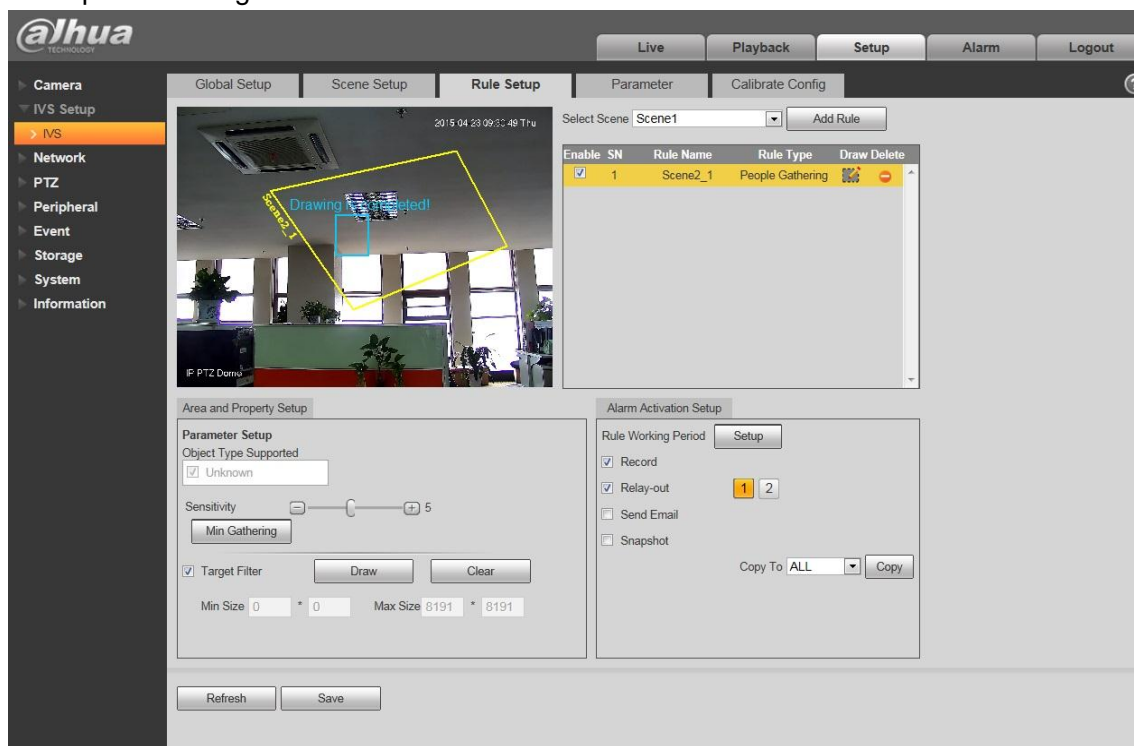 alhua
TECHNOLOGY
Live Playback Setup Alarm Logout
Camera
IVS Setup
IVS
Network
PTZ
Peripheral
Event
Storage
System
Information
Global Setup Scene Setup Rule Setup Parameter Calibrate Config
2015 04 23 09:3 49 Thu
Scene2_1
Drawing is completed!
IP PTZ Dome
Select Scene Scene1 Add Rule
Enable SN Rule Name Rule Type Draw Delete
1 Scene2_1 People Gathering
Area and Property Setup
Parameter Setup
Object Type Supported
Unknown
Sensitivity 5
Min Gathering
Target Filter Draw Clear
Min Size 0 * 0 Max Size 8191 * 8191
Alarm Activation Setup
Rule Working Period Setup
Record
Relay-out 1 2
Send Email
Snapshot
Copy To ALL Copy
Refresh Save